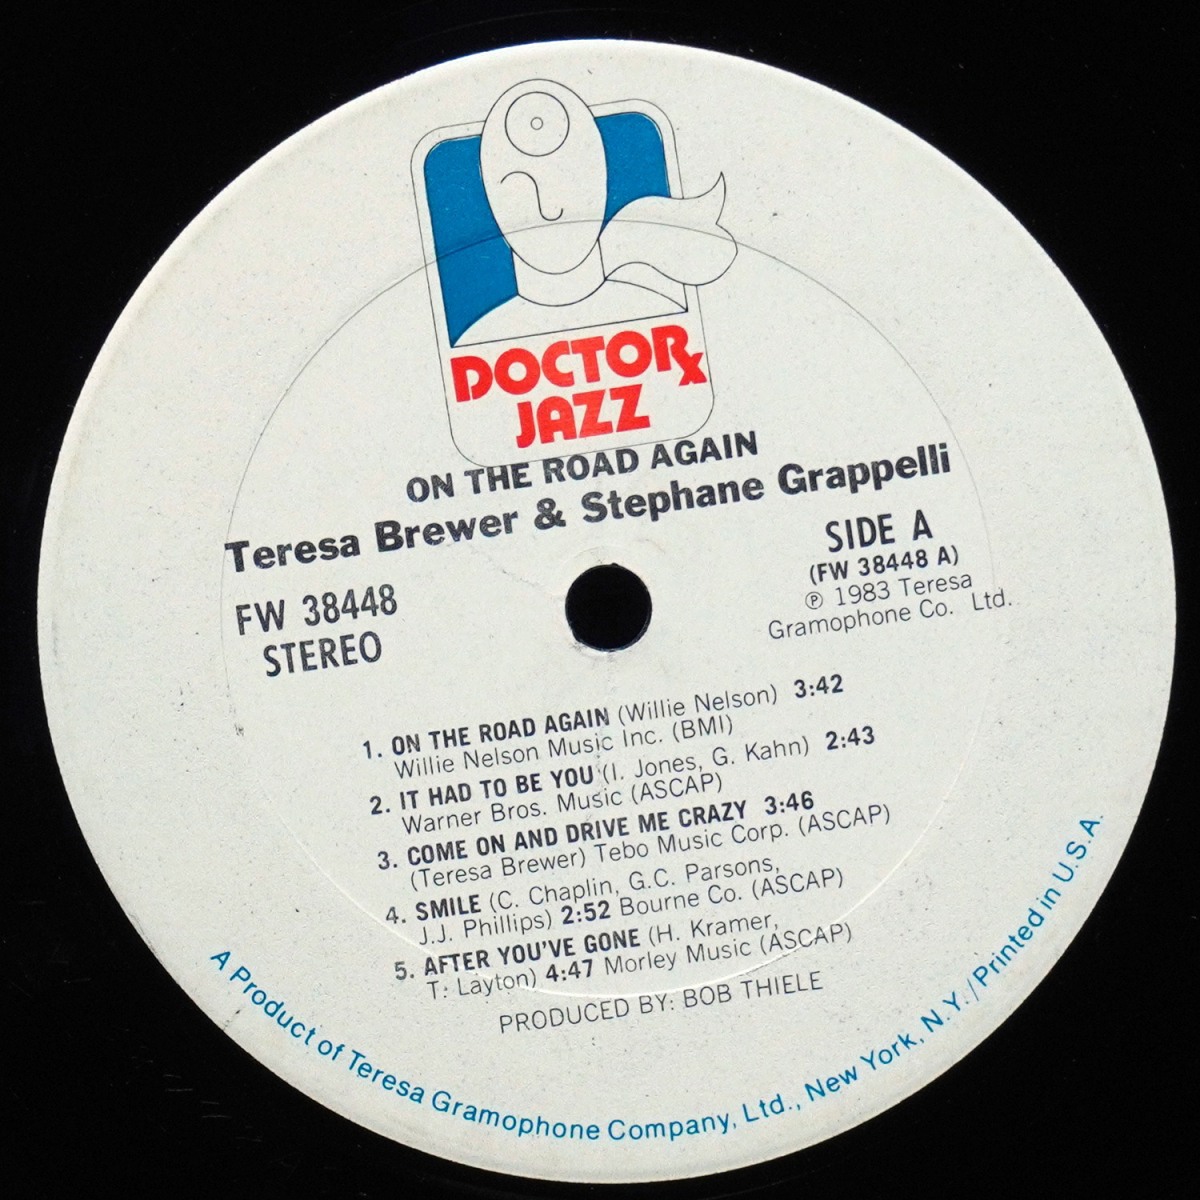 DOCTORx
JAZZ
ON THE ROAD AGAIN
Teresa Brewer & Stephane Grappelli
FW 38448
STEREO
SIDE A
(FW 38448 A)
℗ 1983 Teresa
Gramophone Co. Ltd.
1. ON THE ROAD AGAIN (Willie Nelson) 3:42
Willie Nelson Music Inc. (BMI)
2. IT HAD TO BE YOU (I. Jones, G. Kahn) 2:43
Warner Bros. Music (ASCAP)
3. COME ON AND DRIVE ME CRAZY 3:46
(Teresa Brewer) Tebo Music Corp. (ASCAP)
4. SMILE (C. Chaplin, G.C. Parsons,
J.J. Phillips) 2:52 Bourne Co. (ASCAP)
5. AFTER YOU'VE GONE (H. Kramer,
T: Layton) 4:47 Morley Music (ASCAP)
PRODUCED BY: BOB THIELE
A Product of Teresa Gramophone Company, Ltd., New York, N.Y./Printed in U.S.A.